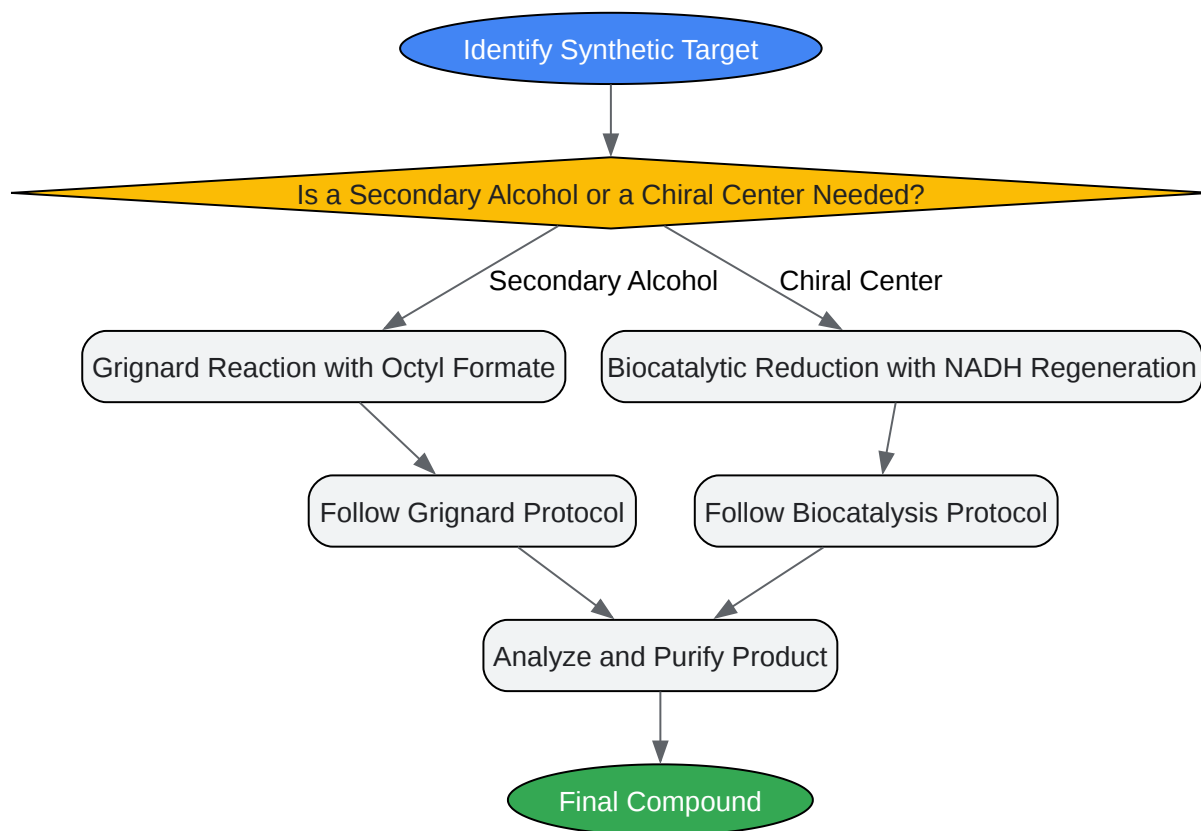 Identify Synthetic Target
Is a Secondary Alcohol or a Chiral Center Needed?
Secondary Alcohol
Chiral Center
Grignard Reaction with Octyl Formate
Biocatalytic Reduction with NADH Regeneration
Follow Grignard Protocol
Follow Biocatalysis Protocol
Analyze and Purify Product
Final Compound